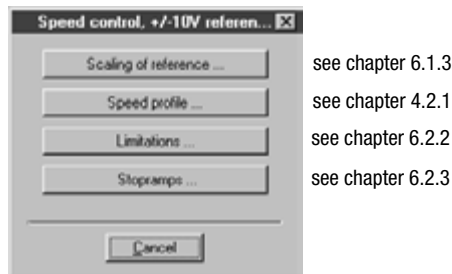 Speed control, +/-10V referen...
Scaling of reference ... see chapter 6.1.3
Speed profile ... see chapter 4.2.1
Limitations ... see chapter 6.2.2
Stopramps ... see chapter 6.2.3
Cancel